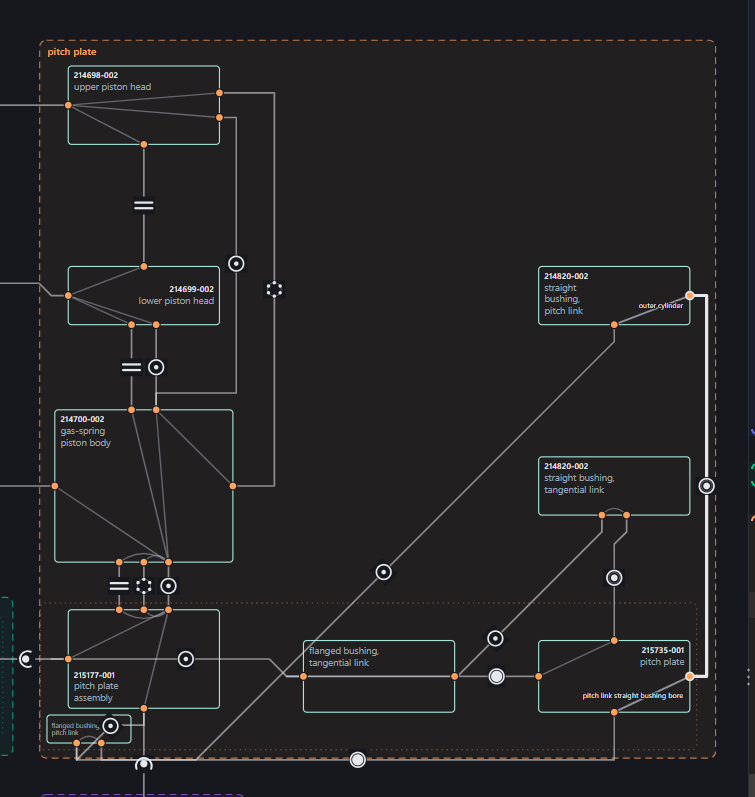 pitch plate
214698-002
upper piston head
214699-002
lower piston head
214820-002
straight
bushing,
pitch link
outer cylinder
214700-002
gas-spring
piston body
214820-002
straight bushing,
tangential link
215177-001
pitch plate
assembly
flanged bushing,
tangential link
215735-001
pitch plate
pitch link straight bushing bore
flanged bushing,
pitch link